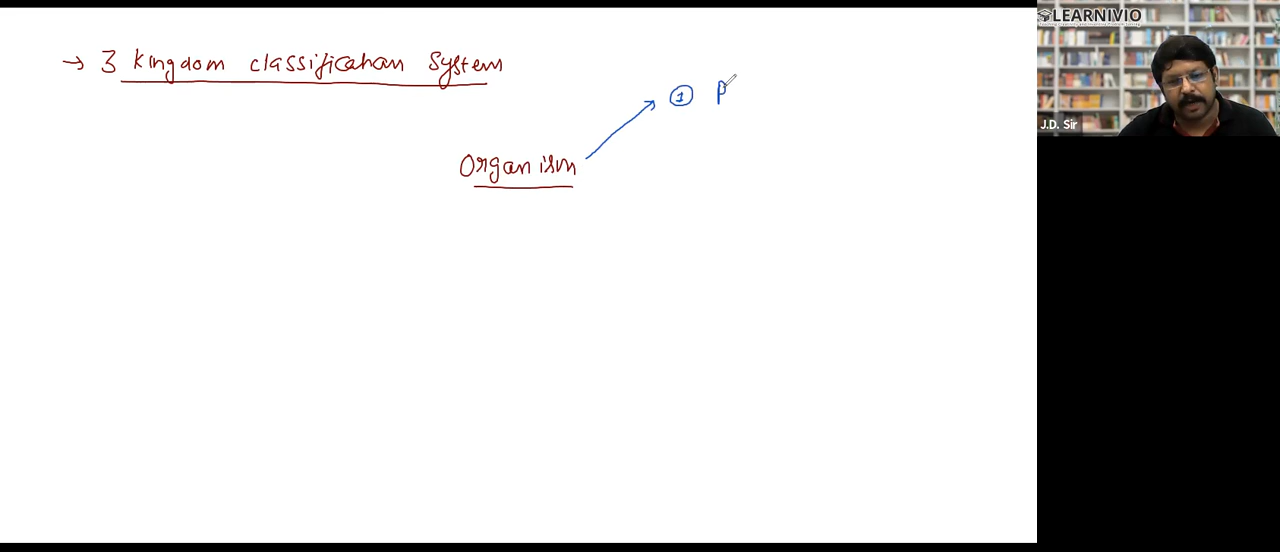 → 3 Kingdom classification System
① P
Organism
LEARNIVIO
J.D. Sir